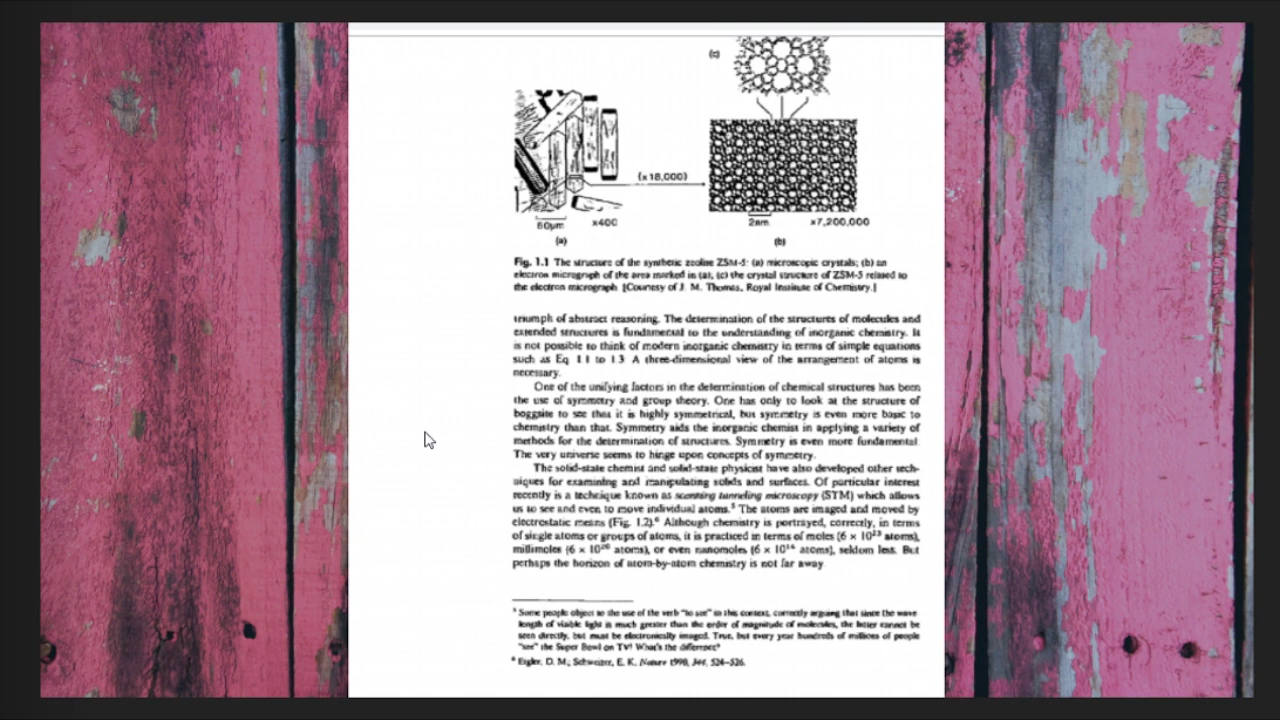 (c)
(x18,000)
50μm
x400
2nm
x7,200,000
(a)
(b)
Fig. 1.1 The structure of the synthetic zeolite ZSM-5: (a) microscopic crystals; (b) an
electron micrograph of the area marked in (a), (c) the crystal structure of ZSM-5 related to
the electron micrograph. [Courtesy of J. M. Thomas, Royal Institute of Chemistry.]
triumph of abstract reasoning. The determination of the structures of molecules and
extended structures is fundamental to the understanding of inorganic chemistry. It
is not possible to think of modern inorganic chemistry in terms of simple equations
such as Eq. 1.1 to 1.3. A three-dimensional view of the arrangement of atoms is
necessary.
One of the unifying factors in the determination of chemical structures has been
the use of symmetry and group theory. One has only to look at the structure of
boggsite to see that it is highly symmetrical, but symmetry is even more basic to
chemistry than that. Symmetry aids the inorganic chemist in applying a variety of
methods for the determination of structures. Symmetry is even more fundamental:
The very universe seems to hinge upon concepts of symmetry.
The solid-state chemist and solid-state physicist have also developed other tech-
niques for examining and manipulating solids and surfaces. Of particular interest
recently is a technique known as scanning tunneling microscopy (STM) which allows
us to see and even to move individual atoms.⁵ The atoms are imaged and moved by
electrostatic means (Fig. 1.2).⁶ Although chemistry is portrayed, correctly, in terms
of single atoms or groups of atoms, it is practiced in terms of moles (6 × 10²³ atoms),
millimoles (6 × 10²⁰ atoms), or even nanomoles (6 × 10¹⁴ atoms), seldom less. But
perhaps the horizon of atom-by-atom chemistry is not far away.
⁵ Some people object to the use of the verb "to see" in this context, correctly arguing that since the wave-
length of visible light is much greater than the order of magnitude of molecules, the latter cannot be
seen directly, but must be electronically imaged. True, but every year hundreds of millions of people
"see" the Super Bowl on TV! What's the difference?
⁶ Eigler, D. M.; Schweizer, E. K. Nature 1990, 344, 524–526.